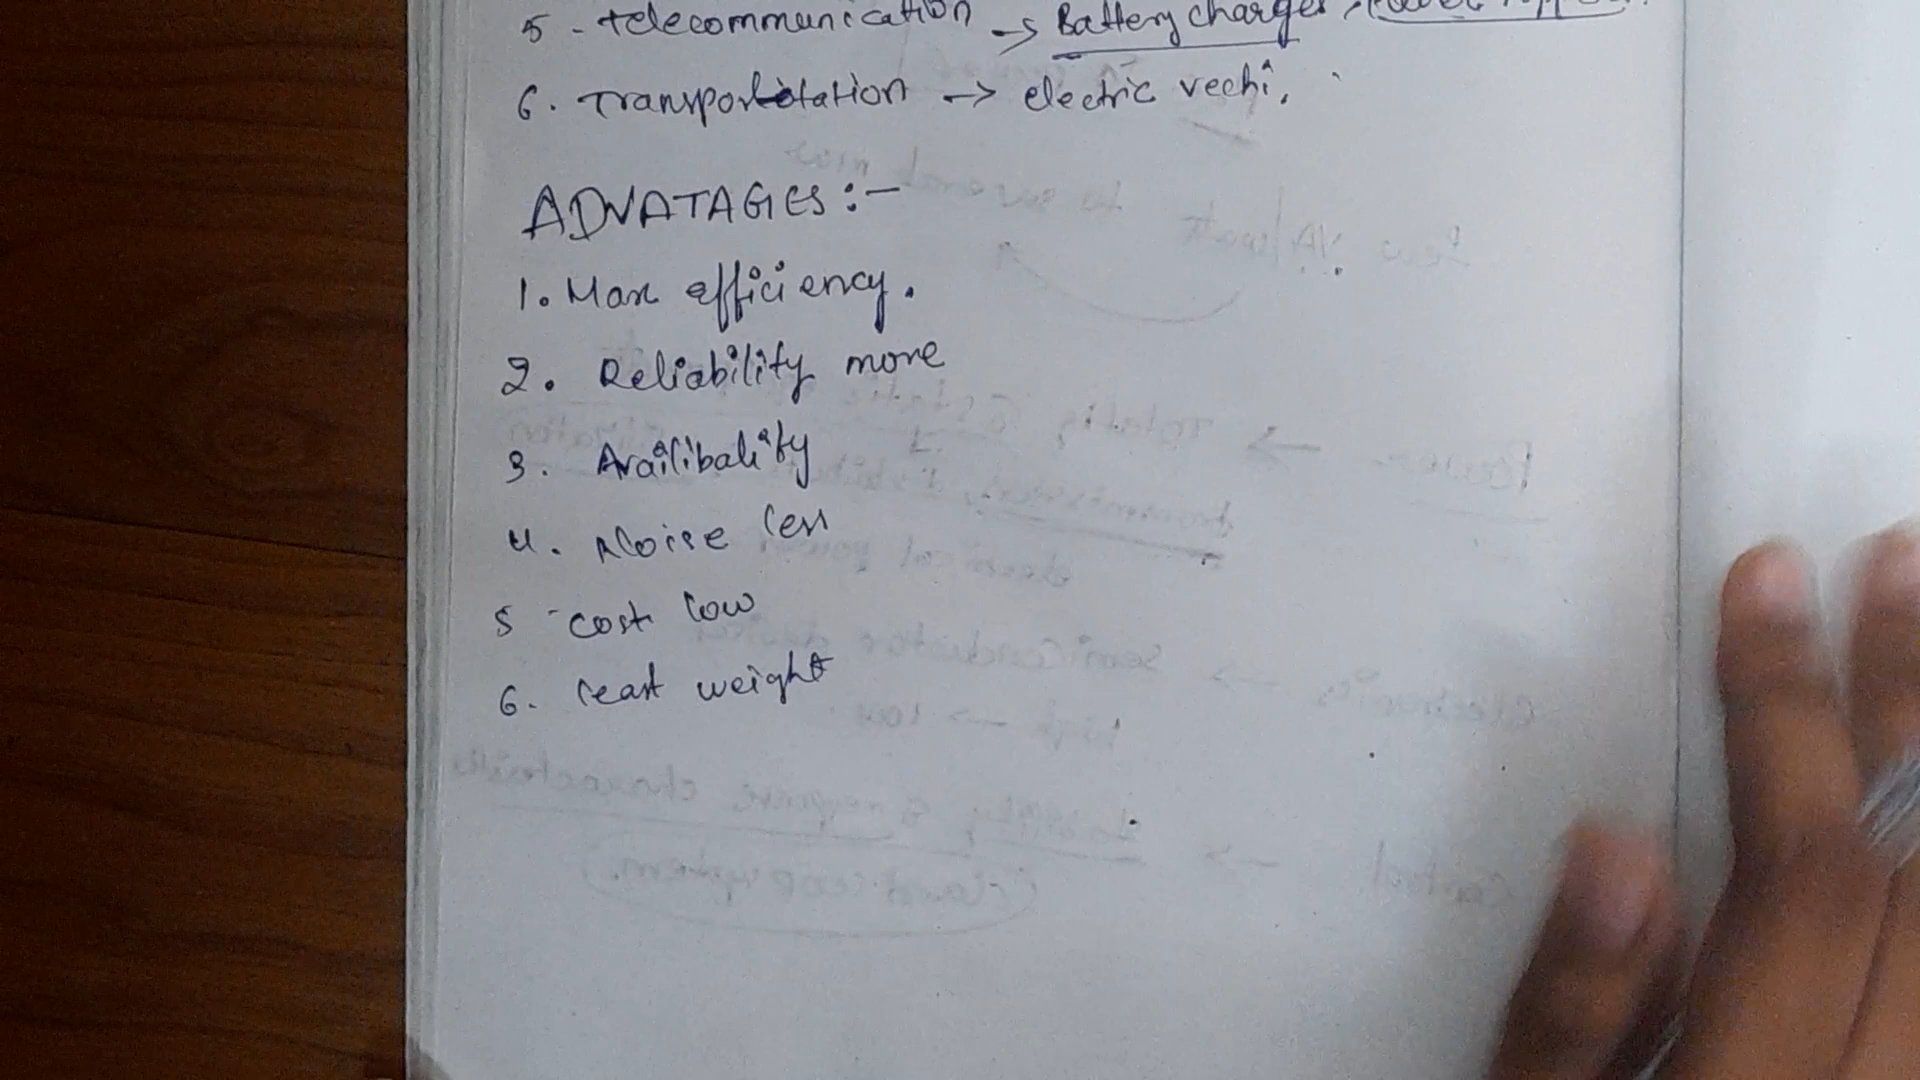 5 - telecommunication -> Battery charger,
6. Transportotation -> electric vechi.
ADVATAGES :-
1. Max efficiency.
2. Reliability more
3. Availibality
4. Noise less
5 - cost low
6. least weight